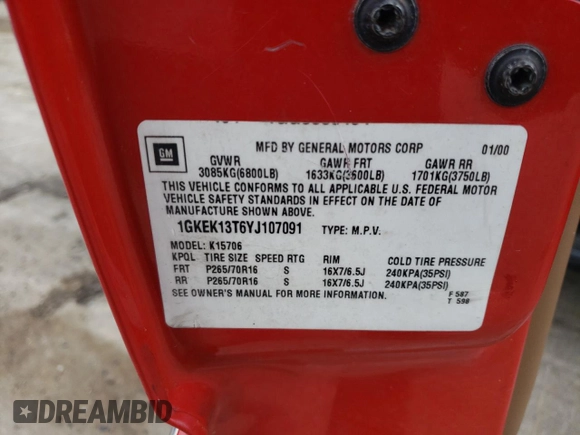 GM
MFD BY GENERAL MOTORS CORP 01/00
GVWR GAWR FRT GAWR RR
3085KG(6800LB) 1633KG(3600LB) 1701KG(3750LB)
THIS VEHICLE CONFORMS TO ALL APPLICABLE U.S. FEDERAL MOTOR
VEHICLE SAFETY STANDARDS IN EFFECT ON THE DATE OF
MANUFACTURE SHOWN ABOVE.
1GKEK13T6YJ107091 TYPE: M.P.V.
MODEL: K15706
KPQL TIRE SIZE SPEED RTG RIM COLD TIRE PRESSURE
FRT P265/70R16 S 16X7/6.5J 240KPA(35PSI)
RR P265/70R16 S 16X7/6.5J 240KPA(35PSI)
SEE OWNER'S MANUAL FOR MORE INFORMATION. F 587
T 598
DREAMBID